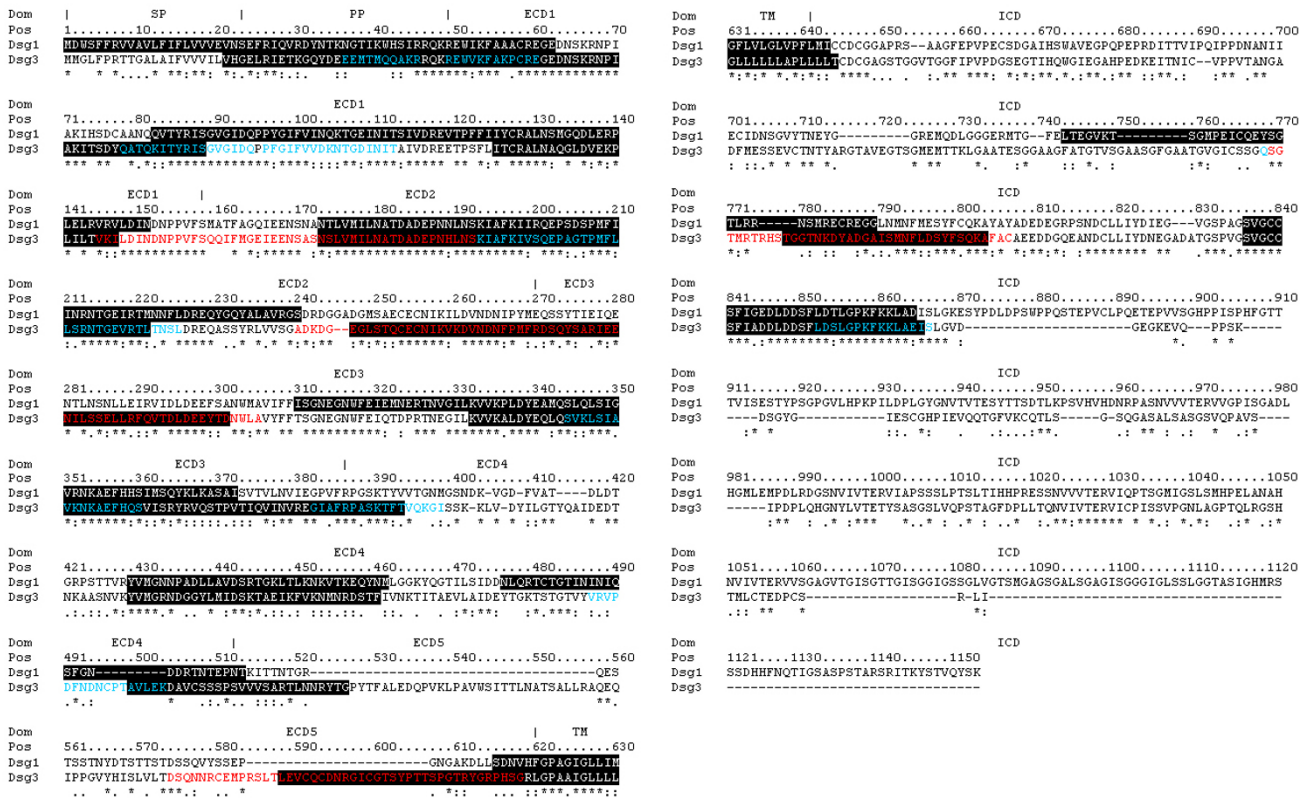 Dom | SP | PP | ECD1
Pos 1........10........20........30........40........50........60........70
Dsg1 MDWSFFRVVAVLFIFLVVVEVNSEFRIQVRDYNTKNGTIKWHSIRRQKREWIKFAAACREGEDNSKRNPI
Dsg3 MMGLFPRTTGALAIFVVVILVHGELRIETKGQYDEEEMTMQQAKRRQKREWVKFAKPCREGEDNSKRNPI
Dom ECD1
Pos 71.......80........90........100.......110.......120.......130.......140
Dsg1 AKIHSDCAANQQVTYRISGVGIDQPPYGIFVINQKTGEINITSIVDREVTPFFIIYCRALNSMGQDLERP
Dsg3 AKITSDYQATQKITYRISGVGIDQPPFGIFVVDKNTGDINITAIVDREETPSFLITCRALNAQGLDVEKP
Dom ECD1 | ECD2
Pos 141......150.......160.......170.......180.......190.......200.......210
Dsg1 LELRVRVLDINDNPPVFSMATFAGQIEENSNANTLVMILNATDADEPNNLNSKIAFKIIRQEPSDSPMFI
Dsg3 LILTVKILDINDNPPVFSQQIFMGEIEENSASNSLVMILNATDADEPNHLNSKIAFKIVSQEPAGTPMFL
Dom ECD2 | ECD3
Pos 211......220.......230.......240.......250.......260.......270.......280
Dsg1 INRNTGEIRTMNNFLDREQYGQYALAVRGSDRDGGADGMSAECECNIKILDVNDNIPYMEQSSYTIEIQE
Dsg3 LSRNTGEVRTLTNSLDREQASSYRLVVSGADKDG--EGLSTQCECNIKVKDVNDNFPMFRDSQYSARIEE
Dom ECD3
Pos 281......290.......300.......310.......320.......330.......340.......350
Dsg1 NTLNSNLLEIRVIDLDEEFSANWMAVIFFISGNEGNWFEIEMNERTNVGILKVVKPLDYEAMQSLQLSIG
Dsg3 NILSSELLRFQVTDLDEEYTDNWLAVYFFTSGNEGNWFEIQTDPRTNEGILKVVKALDYEQLQSVKLSIA
Dom ECD3 | ECD4
Pos 351......360.......370.......380.......390.......400.......410.......420
Dsg1 VRNKAEFHHSIMSQYKLKASAISVTVLNVIEGPVFRPGSKTYVVTGNMGSNDK-VGD-FVAT----DLDT
Dsg3 VKNKAEFHQSVISRYRVQSTPVTIQVINVREGIAFRPASKTFTVQKGISSK-KLV-DYILGTYQAIDEDT
Dom ECD4
Pos 421......430.......440.......450.......460.......470.......480.......490
Dsg1 GRPSTTVRYVMGNNPADLLAVDSRTGKLTLKNKVTKEQYNMLGGKYQGTILSIDDNLQRTCTGTININIQ
Dsg3 NKAASNVKYVMGRNDGGYLMIDSKTAEIKFVKNMNRDSTFIVNKTITAEVLAIDEYTGKTSTGTVYVRVP
Dom ECD4 | ECD5
Pos 491......500.......510.......520.......530.......540.......550.......560
Dsg3 DFNDNCPTAVLEKDAVCSSSPSVVVSARTLNNRYTGPYTFALEDQPVKLPAVWSITTLNATSALLRAQEQ
Dom ECD5 | TM
Pos 561......570.......580.......590.......600.......610.......620.......630
Dsg3 IPPGVYHISLVLTDSQNNRCEMPRSLTLEVCQCDNRGICGTSYPTTSPGTRYGRPHSGRLGPAAIGLLLL
Dom TM | ICD
Pos 631......640.......650.......660.......670.......680.......690.......700
Dsg1 GFLVLGLVPFLMICCDCGGAPRS--AAGFEPVPECSDGAIHSWAVEGPQPEPRDITTVIPQIPPDNANII
Dsg3 GLLLLLLAPLLLLTCDCGAGSTGGVTGGFIPVPDGSEGTIHQWGIEGAHPEDKEITNIC--VPPVTANGA
Dom ICD
Pos 701......710.......720.......730.......740.......750.......760.......770
Dsg1 ECIDNSGVYTNEYG---------GREMQDLGGGERMTG--FELTEGVKT---------SGMPEICQEYSG
Dsg3 DFMESSEVCTNTYARGTAVEGTSGMEMTTKLGAATESGGAAGFATGTVSGAASGFGAATGVGICSSGQSG
Dom ICD
Pos 771......780.......790.......800.......810.......820.......830.......840
Dsg1 TLRR-----NSMRECREGGLNMNFMESYFCQKAYAYADEDEGRPSNDCLLIYDIEG---VGSPAGSVGCC
Dsg3 TMRTRHSTGGTNKDYADGAISMNFLDSYFSQKAFACAEEDDGQEANDCLLIYDNEGADATGSPVGSVGCC
Dom ICD
Pos 841......850.......860.......870.......880.......890.......900.......910
Dsg1 SFIGEDLDDSFLDTLGPKFKKLADISLGKESYPDLDPSWPPQSTEPVCLPQETEPVVSGHPPISPHFGTT
Dsg3 SFIADDLDDSFLDSLGPKFKKLAEISLGVD---------------------GEGKEVQ---PPSK-----
Dom ICD
Pos 911......920.......930.......940.......950.......960.......970.......980
Dsg1 TVISESTYPSGPGVLHPKPILDPLGYGNVTVTESYTTSDTLKPSVHVHDNRPASNVVVTERVVGPISGADL
Dsg3 ----DSGYG-----------IESCGHPIEVQQTGFVKCQTLS-----G-SQGASALSASGSVQPAVS----
Dom ICD
Pos 981......990.......1000......1010......1020......1030......1040......1050
Dsg1 HGMLEMPDLRDGSNVIVTERVIAPSSSLPTSLTIHHPRESSNVVVTERVIQPTSGMIGSLSMHPELANAH
Dsg3 -----IPDPLQHGNYLVTETYSASGSLVQPSTAGFDPLLTQNVIVTERVICPISSVPGNLAGPTQLRGSH
Dom ICD
Pos 1051.....1060......1070......1080......1090......1100......1110......1120
Dsg1 NVIVTERVVSGAGVTGISGTTGISGGIGSSGLVGTSMGAGSGALSGAGISGGGIGLSSLGGTASIGHMRS
Dsg3 TMLCTEDPCS-------------------R-LI-------------------------------------
Dom ICD
Pos 1121.....1130......1140......1150
Dsg1 SSDHHFNQTIGSASPSTARSRITKYSTVQYSK
Dsg3 --------------------------------